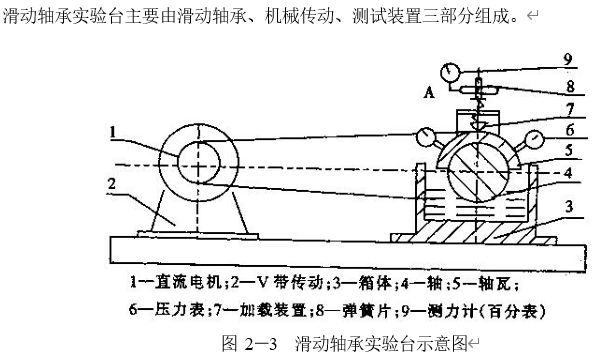 滑动轴承实验台主要由滑动轴承、机械传动、测试装置三部分组成。
9
8
A
7
1
6
5
4
2
3
1—直流电机;2—V带传动;3—箱体;4—轴;5—轴瓦;
6—压力表;7—加载装置;8—弹簧片;9—测力计(百分表)
图 2-3 滑动轴承实验台示意图